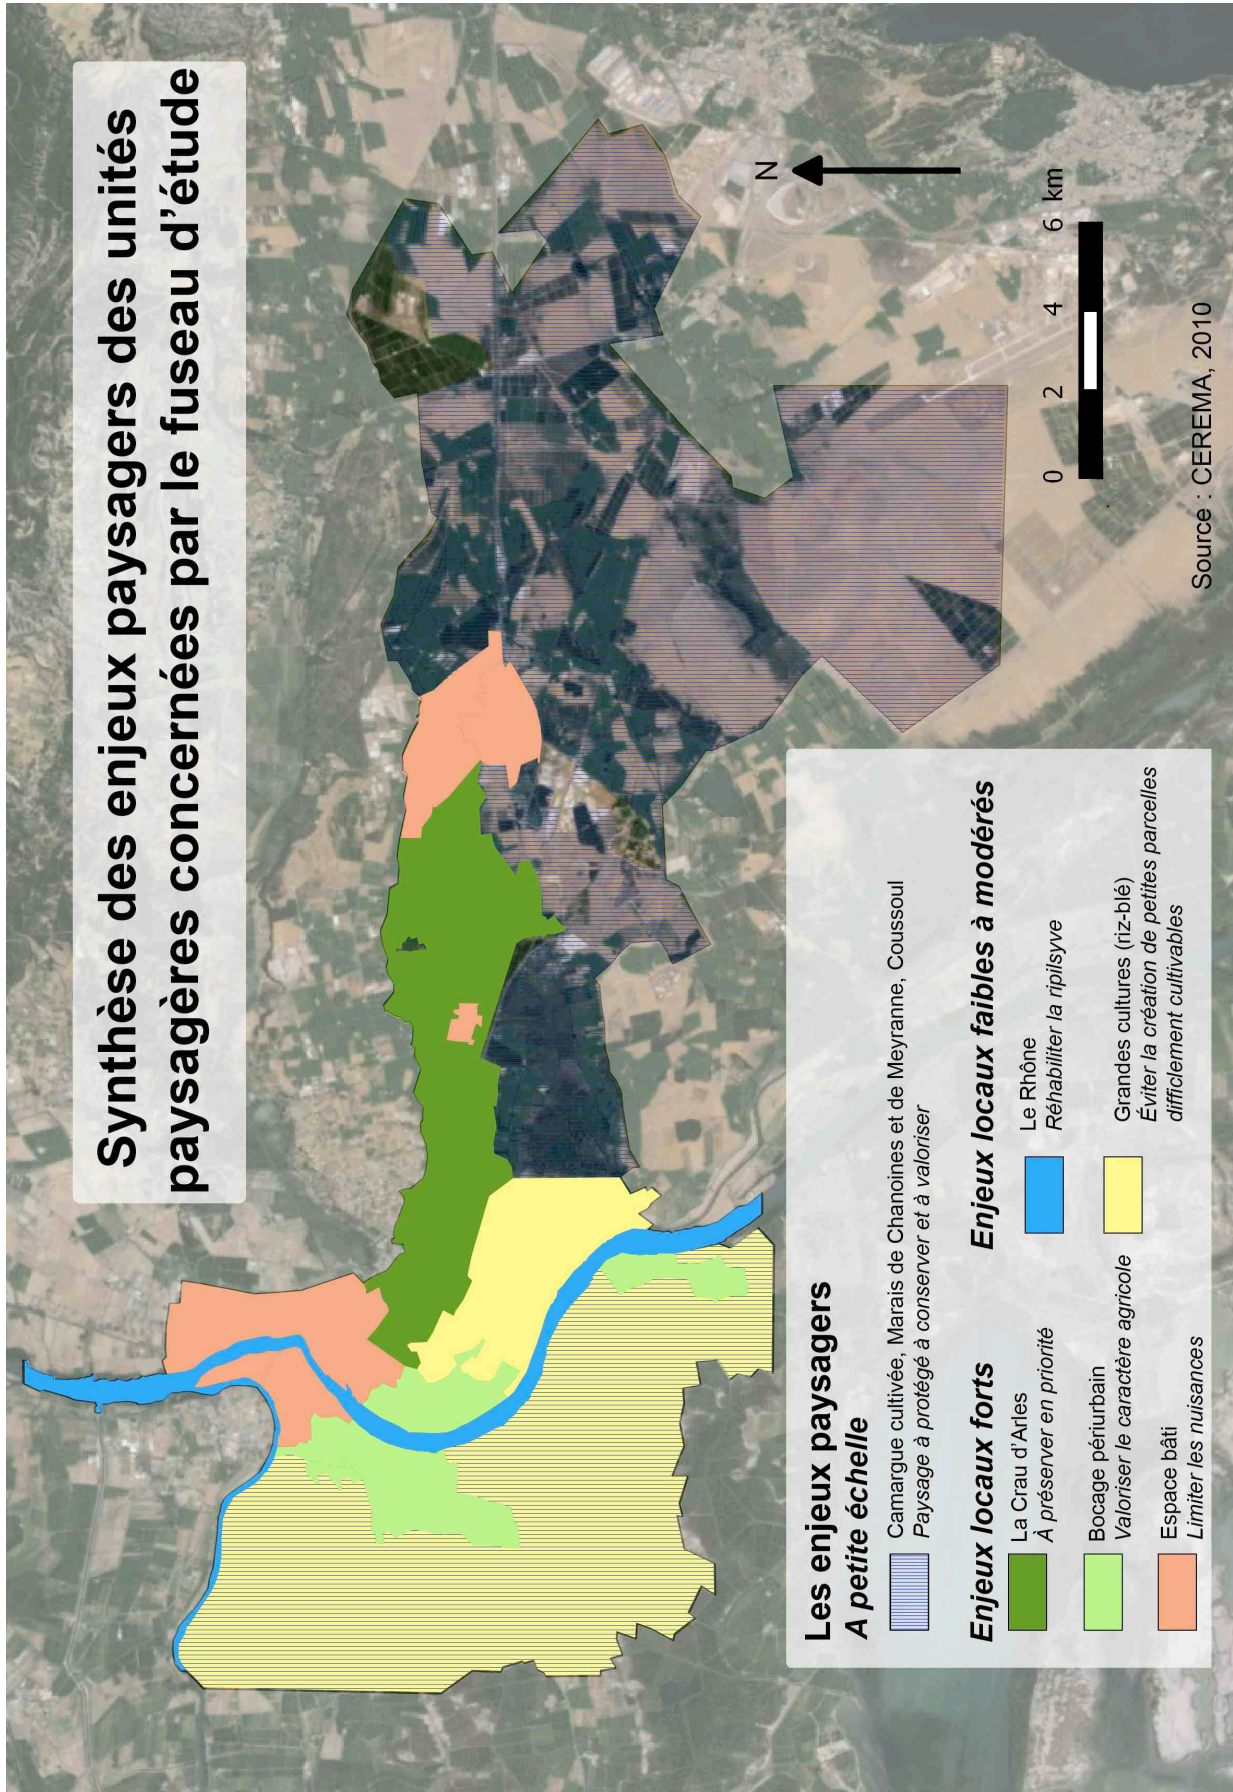 Synthèse des enjeux paysagers des unités
paysagères concernées par le fuseau d'étude
N
0 2 4 6 km
Source : CEREMA, 2010
Les enjeux paysagers
A petite échelle
Camargue cultivée, Marais de Chanoines et de Meyranne, Coussoul
Paysage à protégé à conserver et à valoriser
Enjeux locaux forts
La Crau d'Arles
À préserver en priorité
Bocage périurbain
Valoriser le caractère agricole
Espace bâti
Limiter les nuisances
Enjeux locaux faibles à modérés
Le Rhône
Réhabiliter la ripilsyve
Grandes cultures (riz-blé)
Éviter la création de petites parcelles
difficlement cultivables